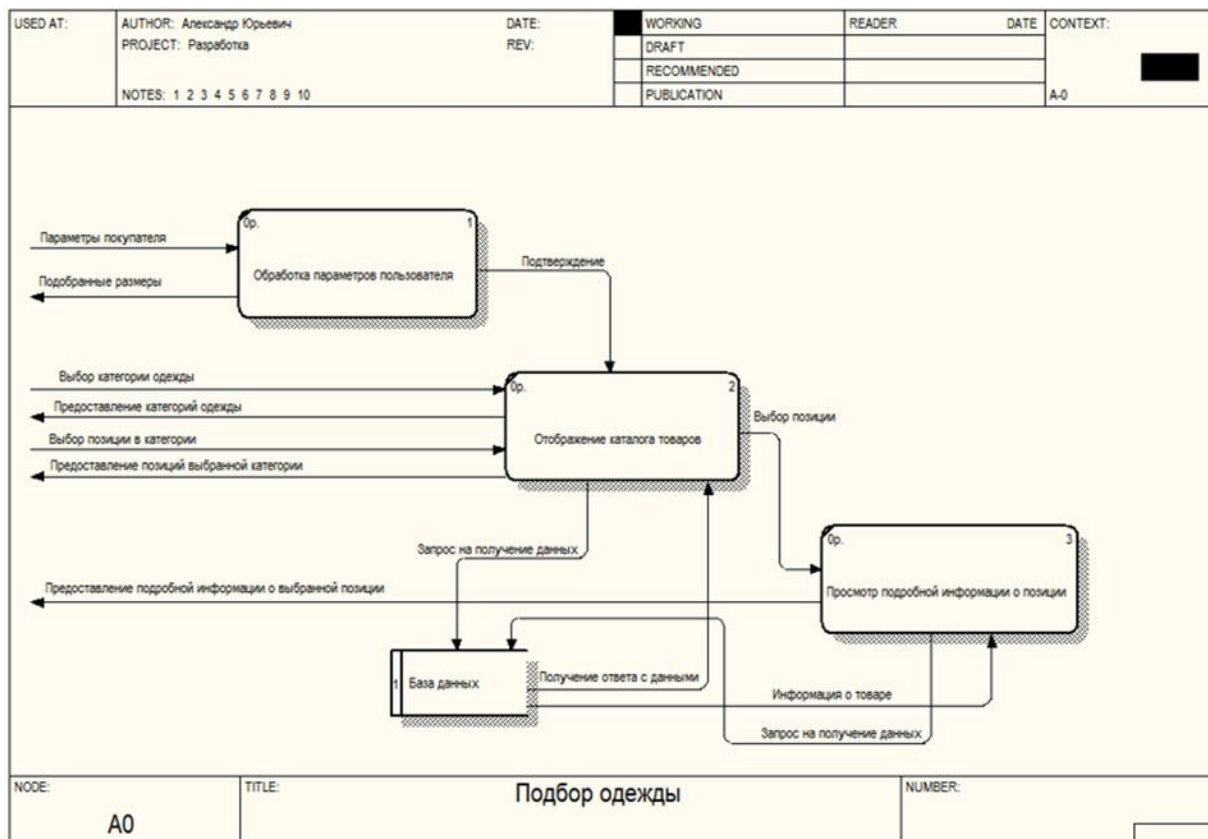 USED AT:
AUTHOR: Александр Юрьевич
DATE:
PROJECT: Разработка
REV:
NOTES: 1 2 3 4 5 6 7 8 9 10
WORKING
DRAFT
RECOMMENDED
PUBLICATION
READER
DATE
CONTEXT:
A-0
0р.
1
Обработка параметров пользователя
Параметры покупателя
Подобранные размеры
Подтверждение
Выбор категории одежды
Предоставление категорий одежды
Выбор позиции в категории
Предоставление позиций выбранной категории
0р.
2
Отображение каталога товаров
Выбор позиции
Запрос на получение данных
0р.
3
Просмотр подробной информации о позиции
Предоставление подробной информации о выбранной позиции
1
База данных
Получение ответа с данными
Информация о товаре
Запрос на получение данных
NODE:
A0
TITLE:
Подбор одежды
NUMBER: